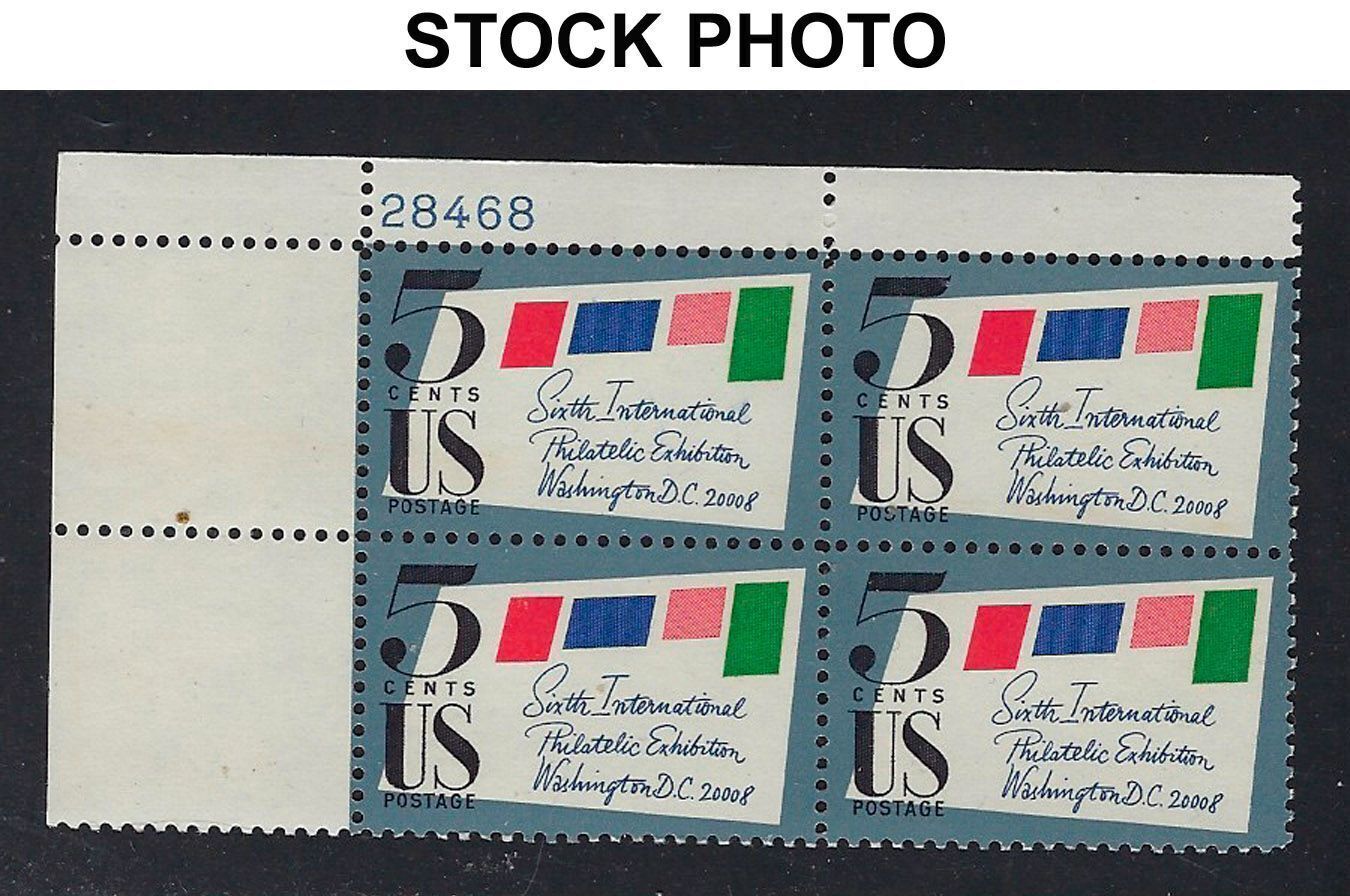 STOCK PHOTO
28468
5
CENTS
US
POSTAGE
Sixth International
Philatelic Exhibition
Washington D.C. 20008
5
CENTS
US
POSTAGE
Sixth International
Philatelic Exhibition
Washington D.C. 20008
5
CENTS
US
POSTAGE
Sixth International
Philatelic Exhibition
Washington D.C. 20008
5
CENTS
US
POSTAGE
Sixth International
Philatelic Exhibition
Washington D.C. 20008